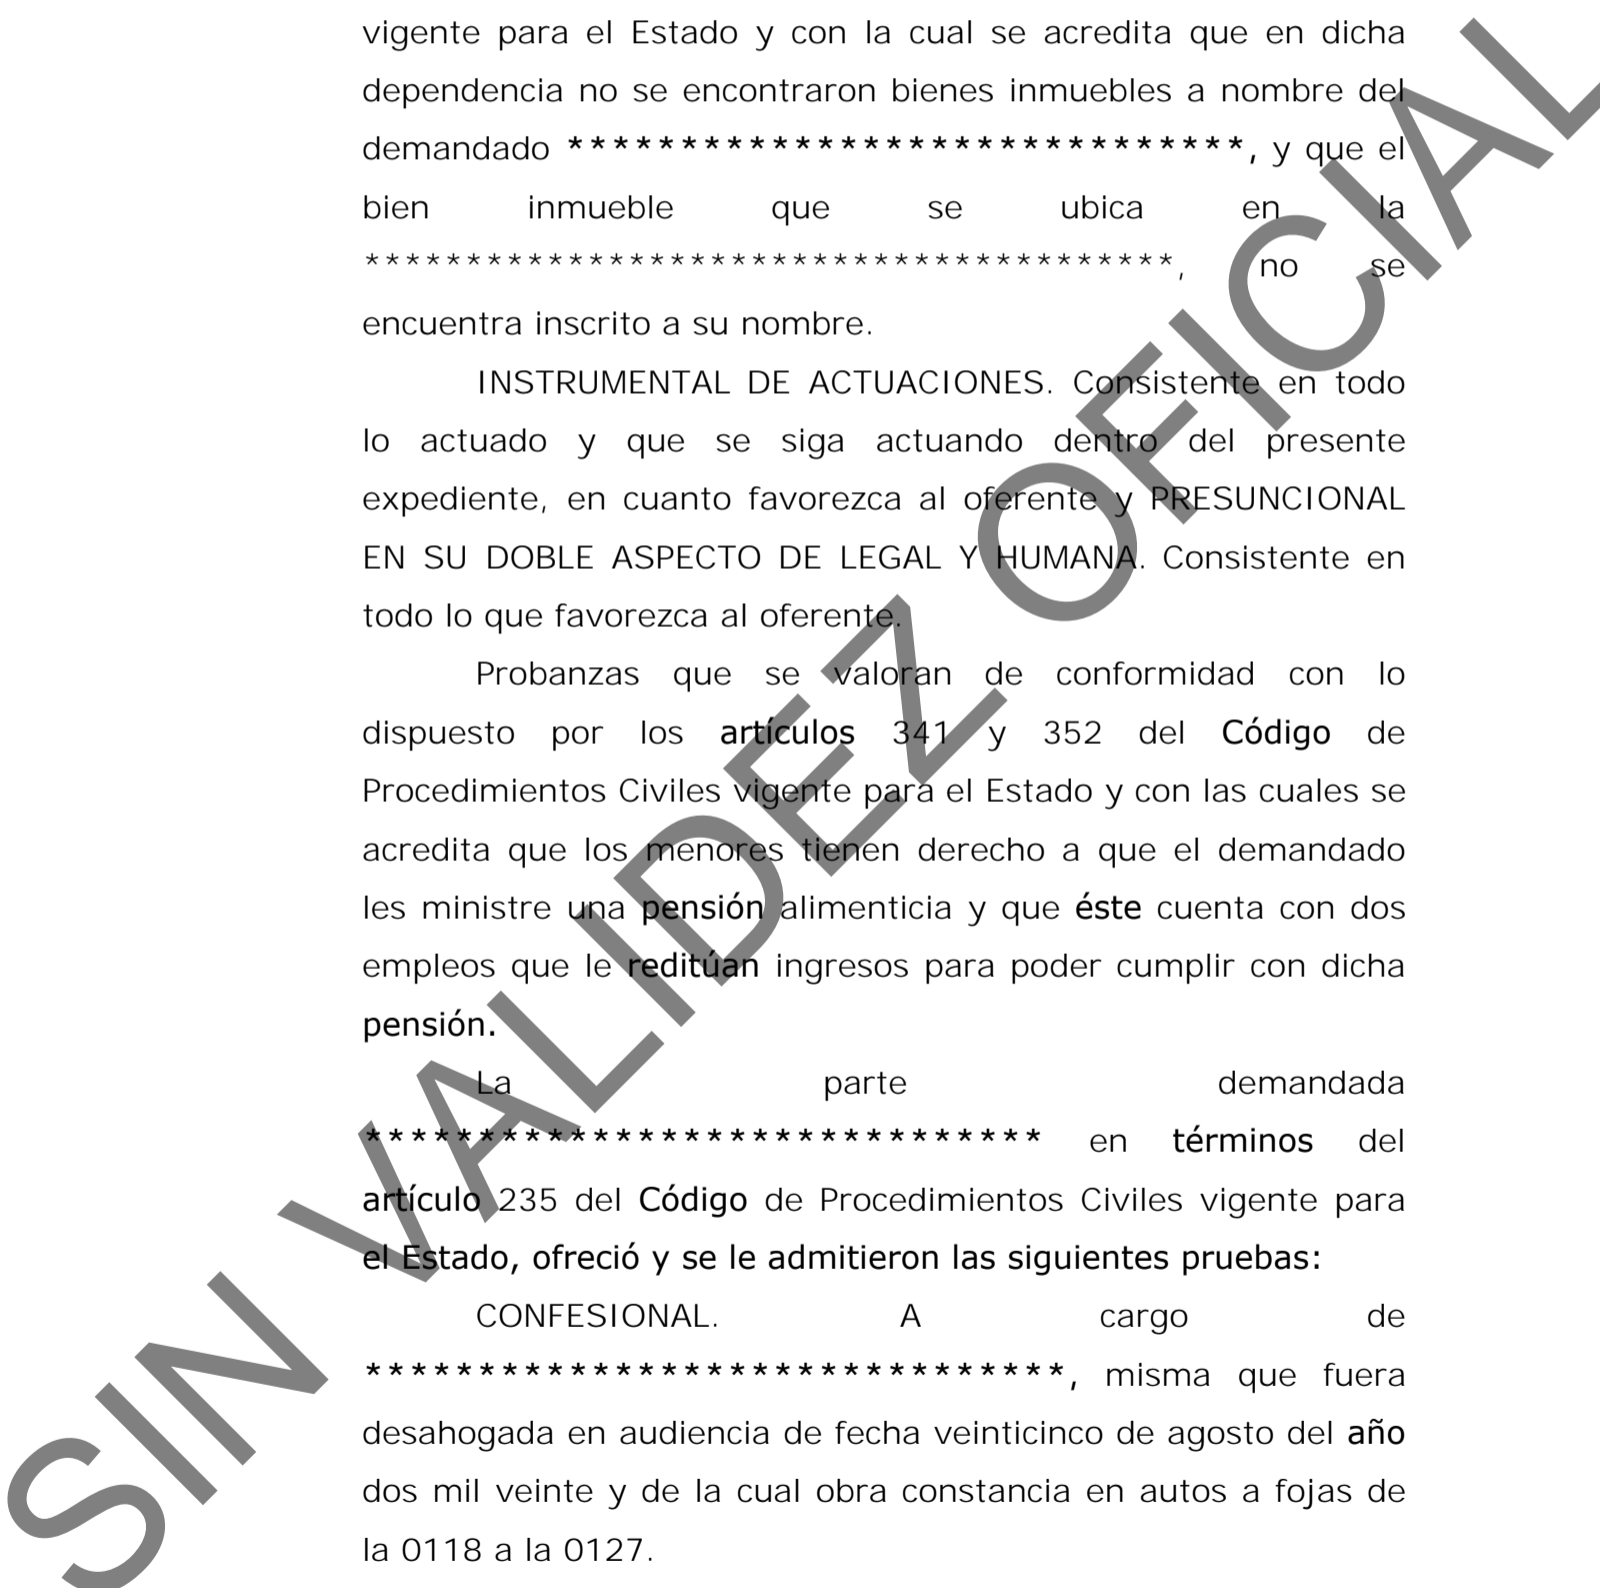 vigente para el Estado y con la cual se acredita que en dicha
dependencia no se encontraron bienes inmuebles a nombre del
demandado ******************************, y que el
bien inmueble que se ubica en la
****************************************, no se
encuentra inscrito a su nombre.
INSTRUMENTAL DE ACTUACIONES. Consistente en todo
lo actuado y que se siga actuando dentro del presente
expediente, en cuanto favorezca al oferente y PRESUNCIONAL
EN SU DOBLE ASPECTO DE LEGAL Y HUMANA. Consistente en
todo lo que favorezca al oferente.
Probanzas que se valoran de conformidad con lo
dispuesto por los artículos 341 y 352 del Código de
Procedimientos Civiles vigente para el Estado y con las cuales se
acredita que los menores tienen derecho a que el demandado
les ministre una pensión alimenticia y que éste cuenta con dos
empleos que le reditúan ingresos para poder cumplir con dicha
pensión.
La parte demandada
****************************** en términos del
artículo 235 del Código de Procedimientos Civiles vigente para
el Estado, ofreció y se le admitieron las siguientes pruebas:
CONFESIONAL. A cargo de
*******************************, misma que fuera
desahogada en audiencia de fecha veinticinco de agosto del año
dos mil veinte y de la cual obra constancia en autos a fojas de
la 0118 a la 0127.
SIN VALIDEZ OFICIAL